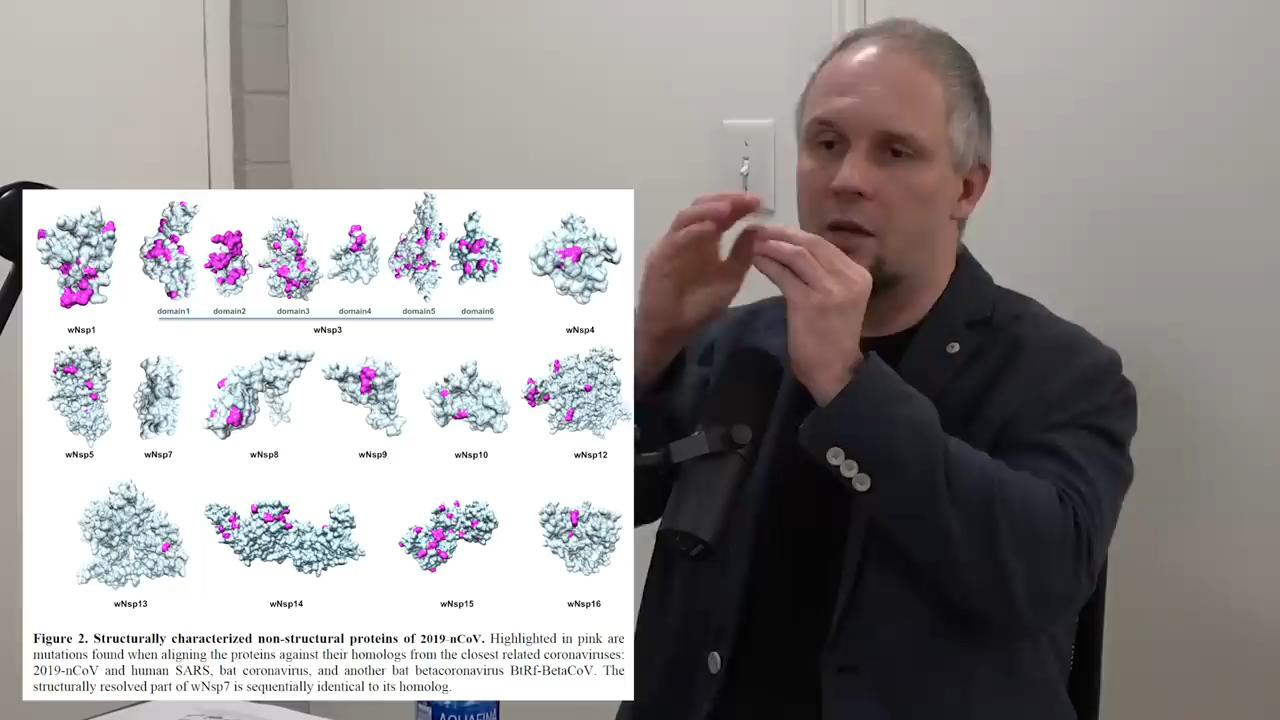 domain1 domain2 domain3 domain4 domain5 domain6
wNsp1 wNsp3 wNsp4
wNsp5 wNsp7 wNsp8 wNsp9 wNsp10 wNsp12
wNsp13 wNsp14 wNsp15 wNsp16
Figure 2. Structurally characterized non-structural proteins of 2019-nCoV. Highlighted in pink are
mutations found when aligning the proteins against their homologs from the closest related coronaviruses:
2019-nCoV and human SARS, bat coronavirus, and another bat betacoronavirus BtRf-BetaCoV. The
structurally resolved part of wNsp7 is sequentially identical to its homolog.
AQUAFINA